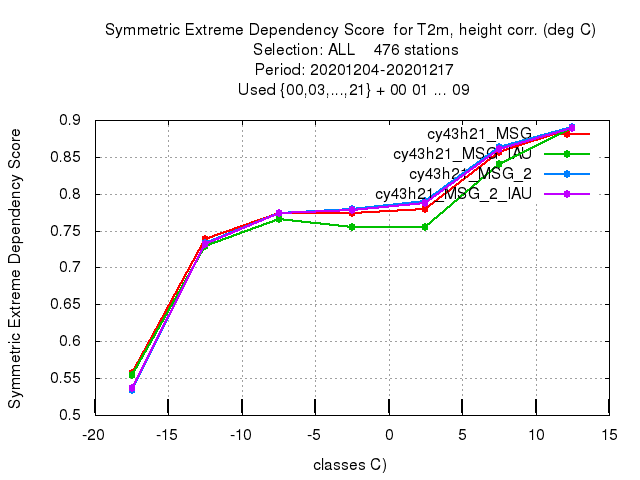 Symmetric Extreme Dependency Score  for T2m, height corr. (deg C)
Selection: ALL    476 stations
Period: 20201204-20201217
Used {00,03,...,21} + 00 01 ... 09
Symmetric Extreme Dependency Score
0.9
0.85
0.8
0.75
0.7
0.65
0.6
0.55
0.5
cy43h21_MSG
cy43h21_MSG_IAU
cy43h21_MSG_2
cy43h21_MSG_2_IAU
-20 -15 -10 -5 0 5 10 15
classes C)